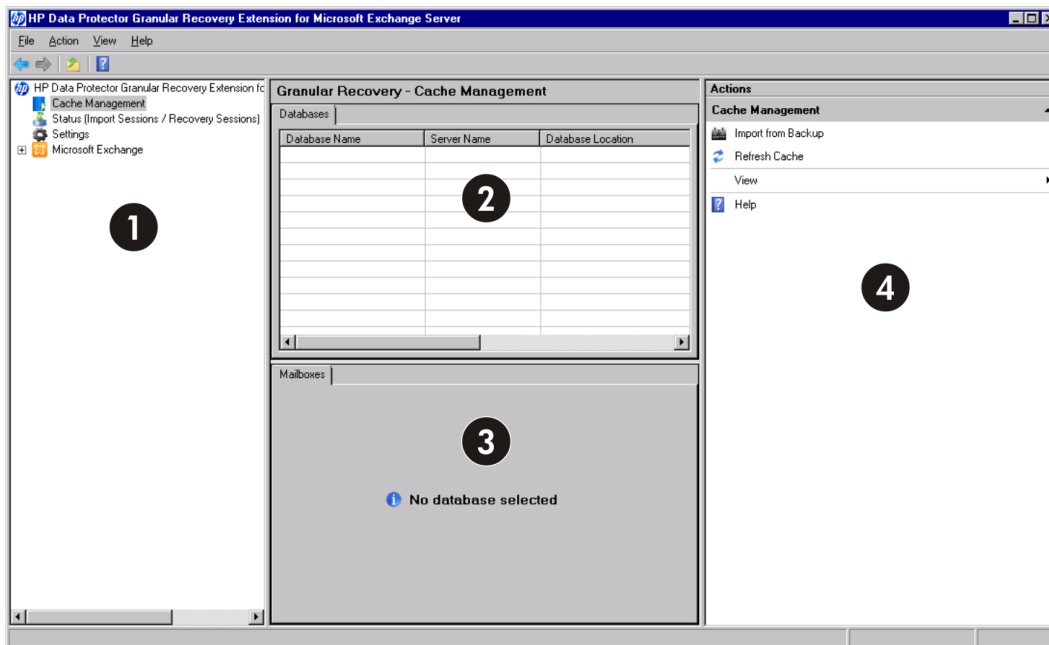 HP Data Protector Granular Recovery Extension for Microsoft Exchange Server
File Action View Help
HP Data Protector Granular Recovery Extension fo
Cache Management
Status (Import Sessions / Recovery Sessions)
Settings
Microsoft Exchange
1
Granular Recovery - Cache Management
Databases
Database Name Server Name Database Location
2
Mailboxes
3
No database selected
Actions
Cache Management
Import from Backup
Refresh Cache
View
Help
4